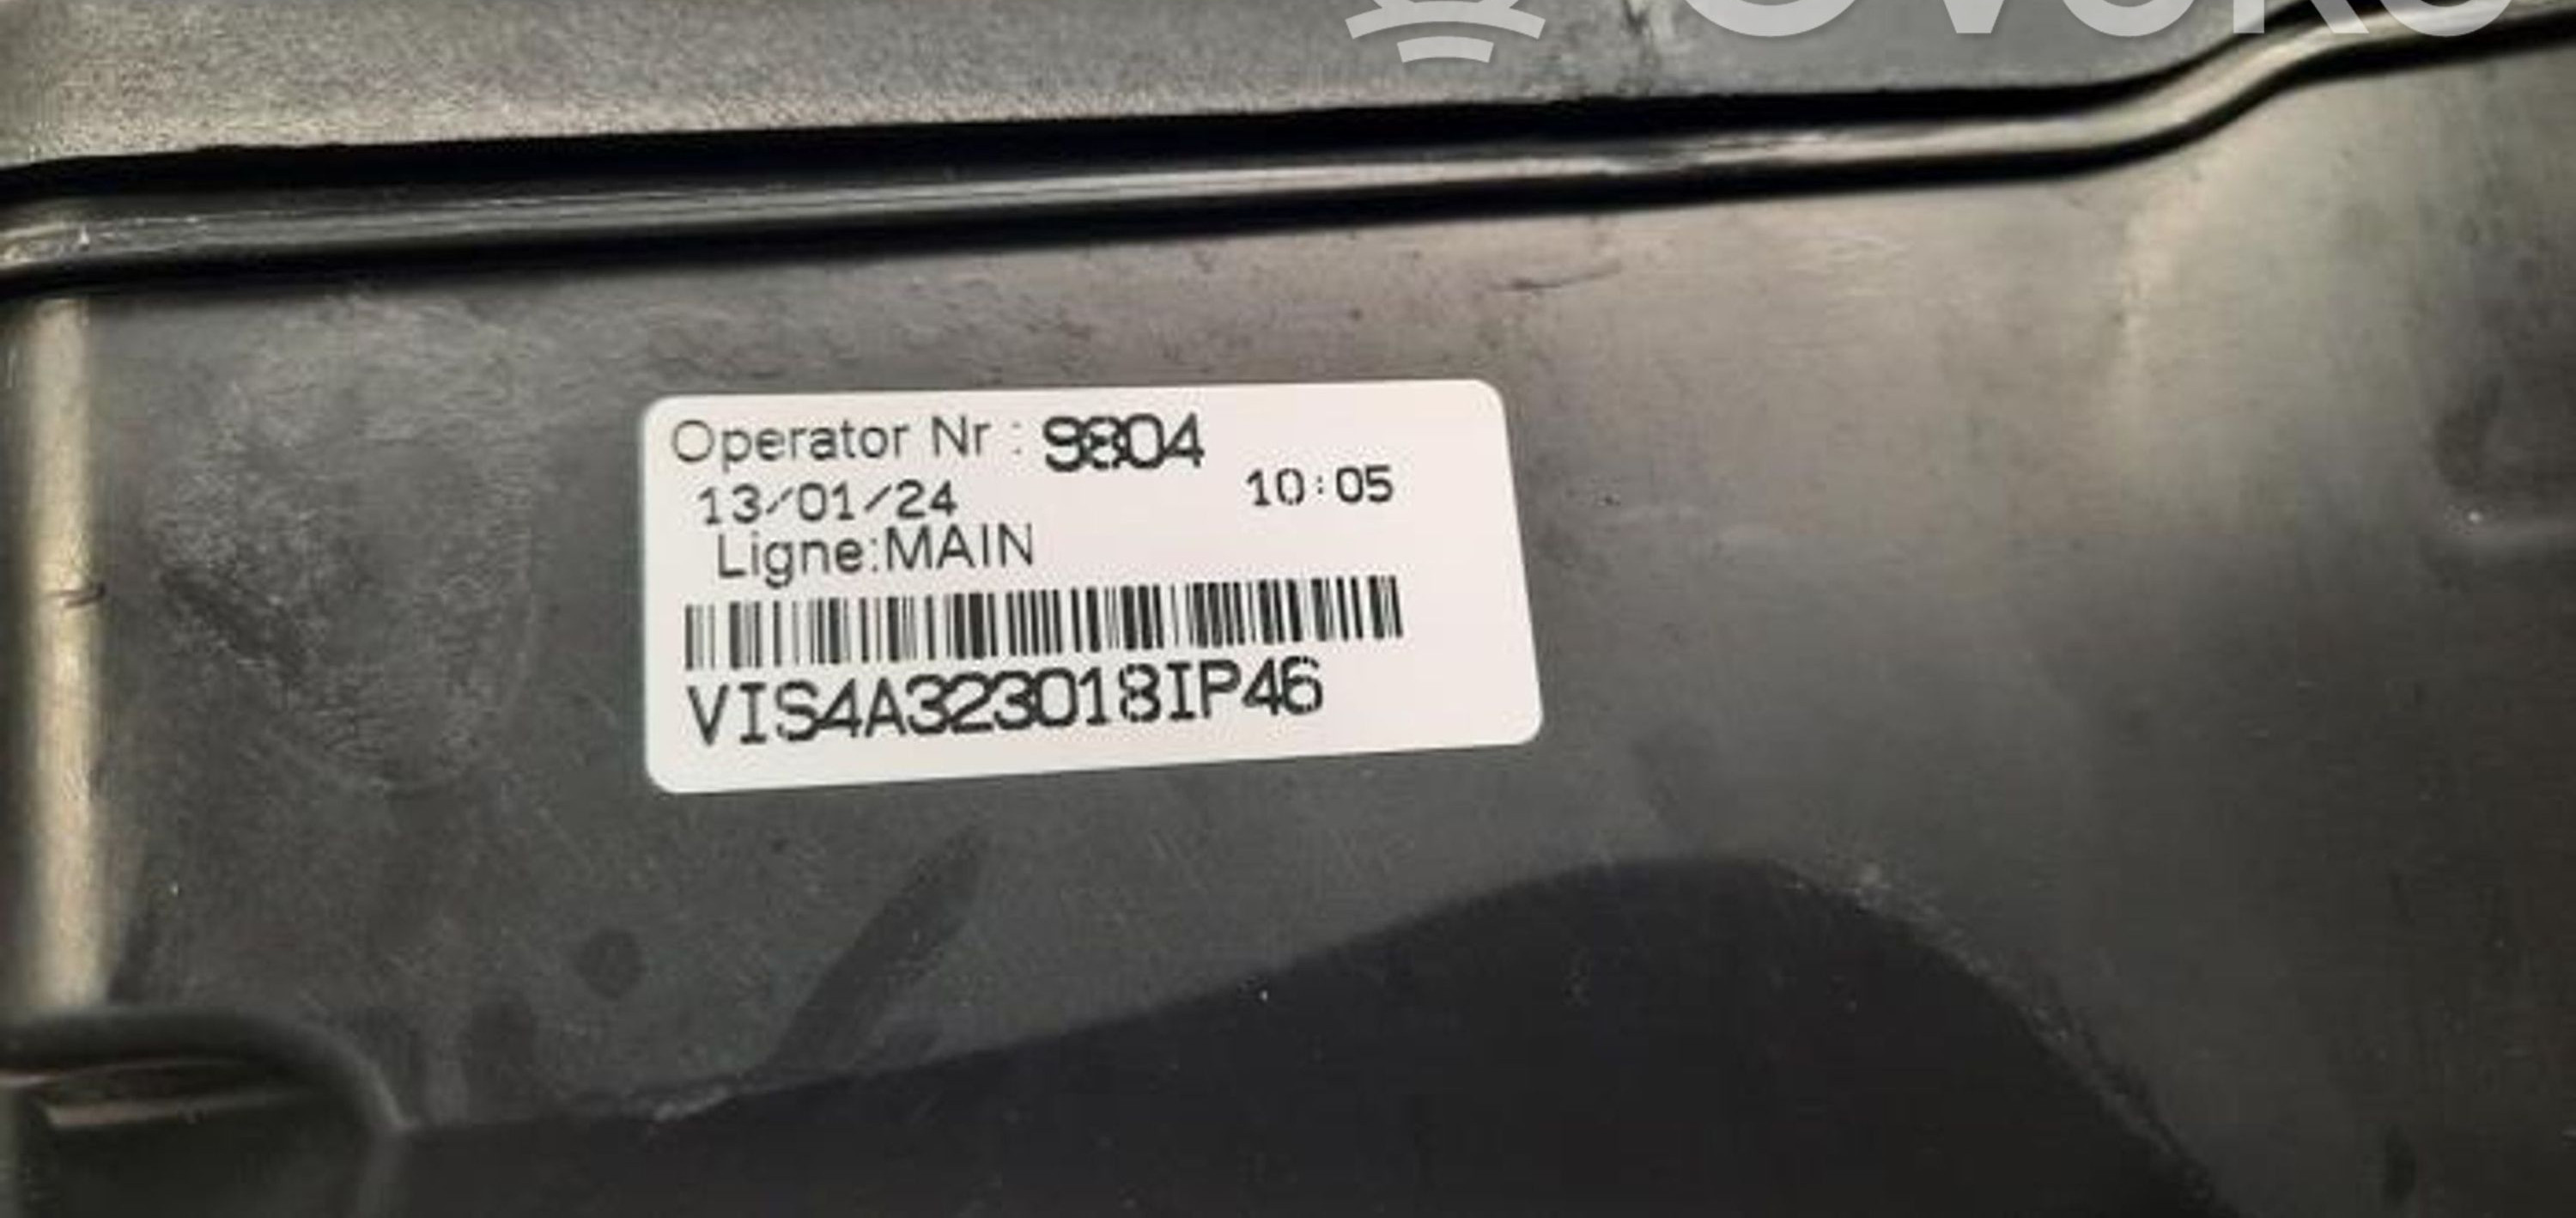 Operator Nr : 9804
13/01/24 10:05
Ligne:MAIN
VIS4A323018IP46